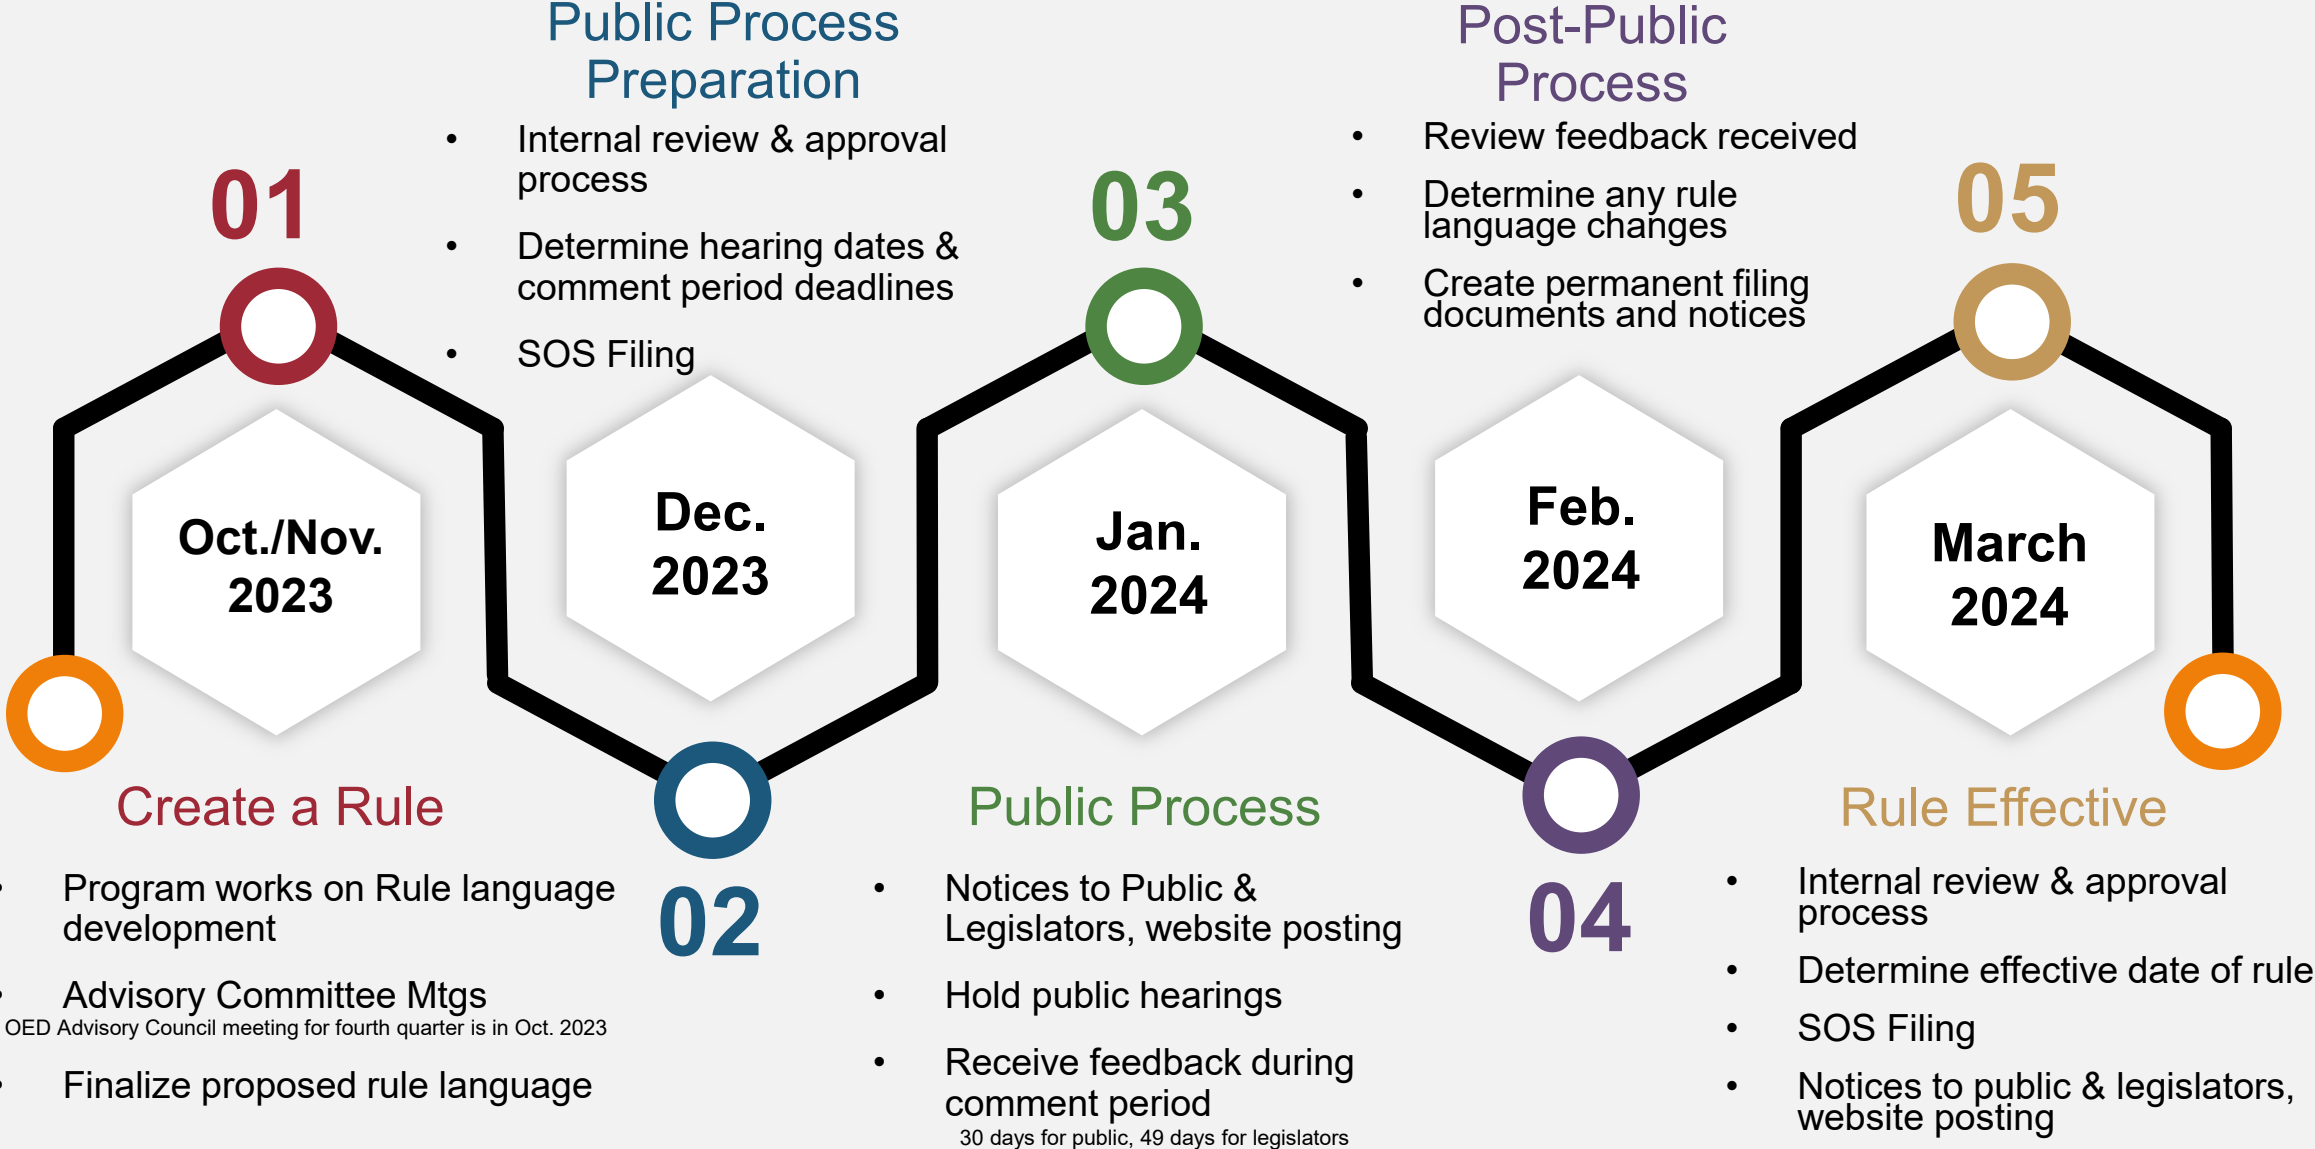 01
Oct./Nov.
2023
Create a Rule
• Program works on Rule language
development
• Advisory Committee Mtgs
OED Advisory Council meeting for fourth quarter is in Oct. 2023
• Finalize proposed rule language
Public Process
Preparation
• Internal review & approval
process
• Determine hearing dates &
comment period deadlines
• SOS Filing
Dec.
2023
02
03
Jan.
2024
Public Process
• Notices to Public &
Legislators, website posting
• Hold public hearings
• Receive feedback during
comment period
30 days for public, 49 days for legislators
Post-Public
Process
• Review feedback received
• Determine any rule
language changes
• Create permanent filing
documents and notices
Feb.
2024
04
05
March
2024
Rule Effective
• Internal review & approval
process
• Determine effective date of rule
• SOS Filing
• Notices to public & legislators,
website posting